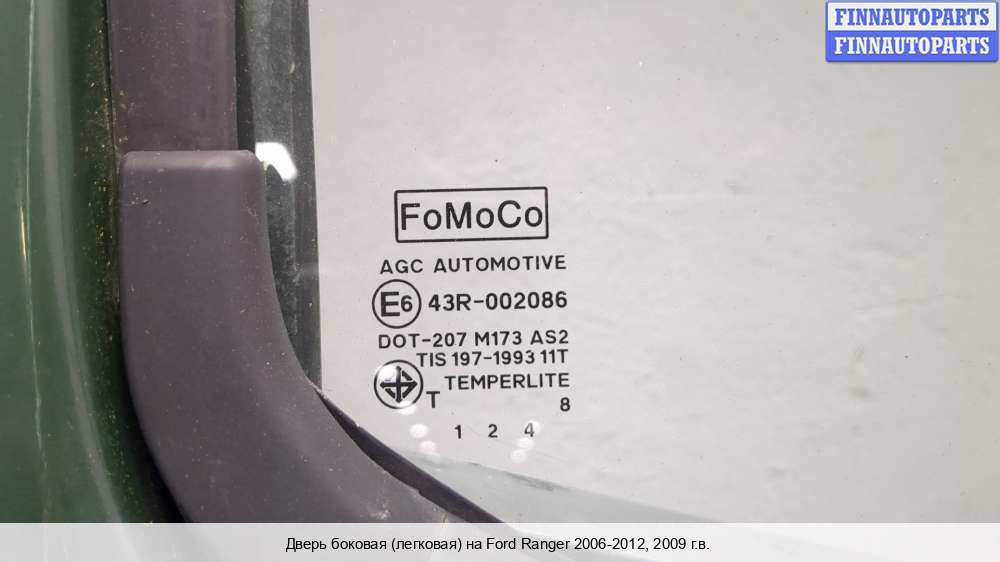 FINNAUTOPARTS
FINNAUTOPARTS
FoMoCo
AGC AUTOMOTIVE
E6 43R-002086
DOT-207 M173 AS2
TIS 197-1993 11T
TEMPERLITE
T
8
1 2 4
Дверь боковая (легковая) на Ford Ranger 2006-2012, 2009 г.в.